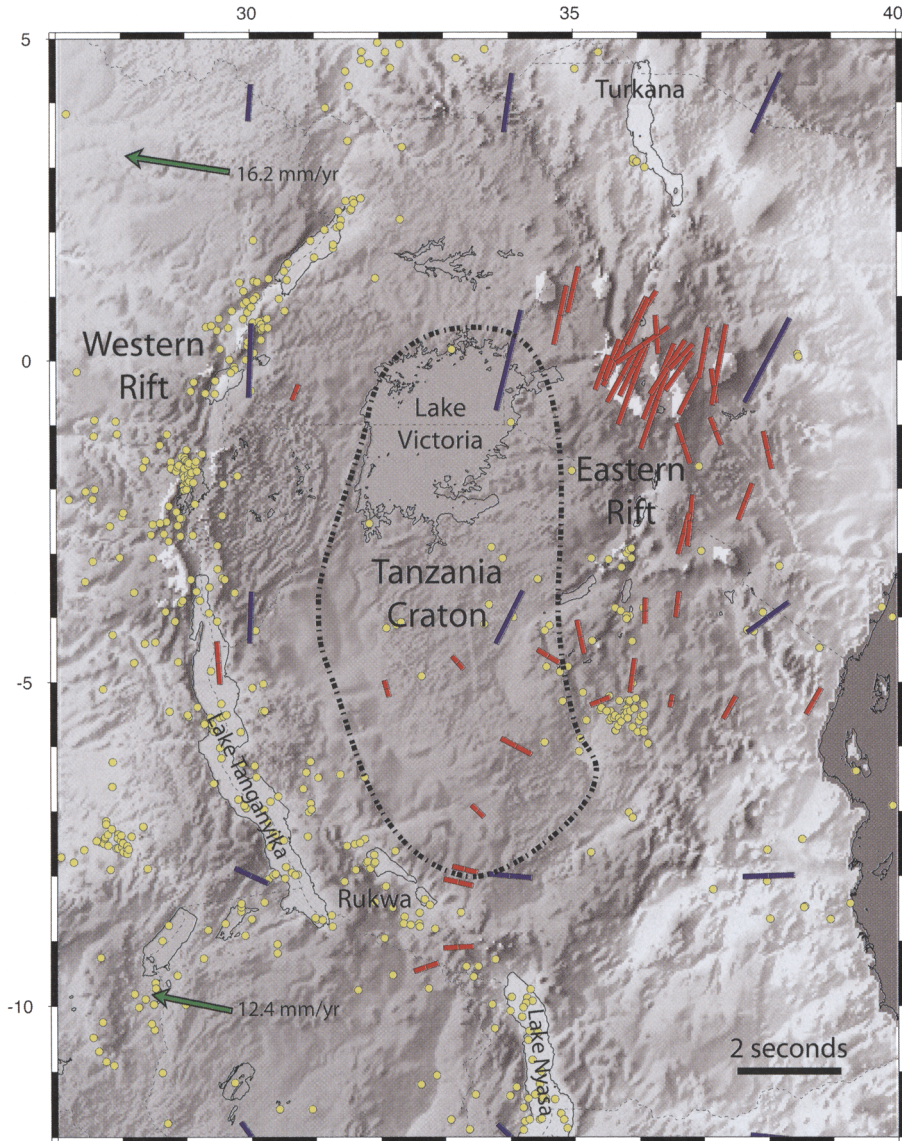 30
35
40
5
Turkana
16.2 mm/yr
Western
Rift
0
Lake
Victoria
Eastern
Rift
Tanzania
Craton
-5
Lake Tanganyika
Rukwa
-10
12.4 mm/yr
Lake Nyasa
2 seconds